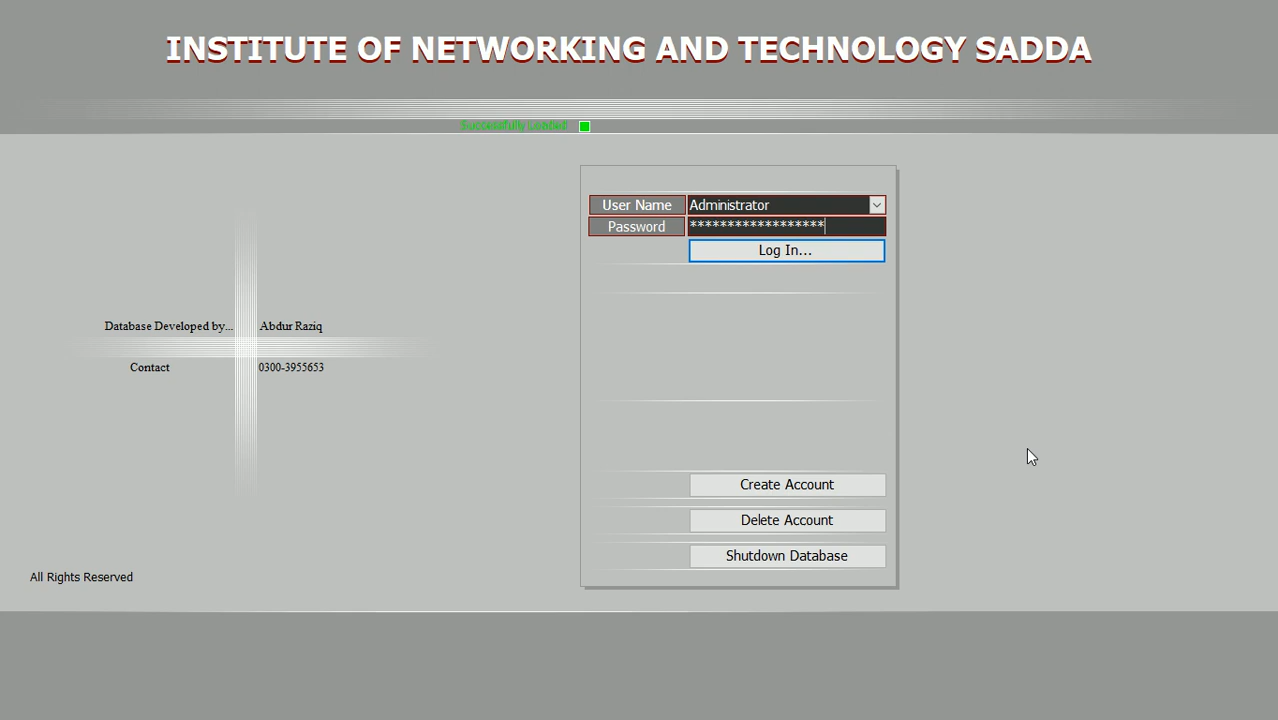 INSTITUTE OF NETWORKING AND TECHNOLOGY SADDA
Successfully Loaded
User Name Administrator
Password ******************
Log In...
Database Developed by... Abdur Raziq
Contact 0300-3955653
Create Account
Delete Account
Shutdown Database
All Rights Reserved